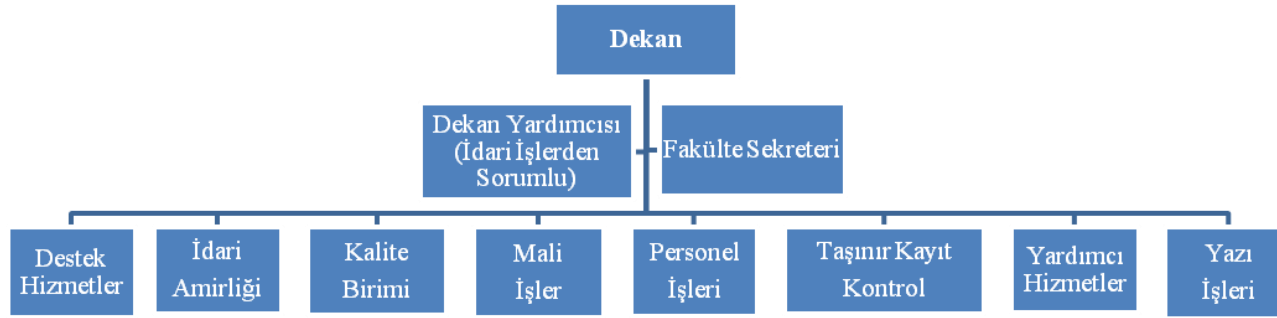 Dekan
Dekan Yardımcısı
(İdari İşlerden
Sorumlu)
Fakülte Sekreteri
Destek
Hizmetler
İdari
Amirliği
Kalite
Birimi
Mali
İşler
Personel
İşleri
Taşınır Kayıt
Kontrol
Yardımcı
Hizmetler
Yazı
İşleri